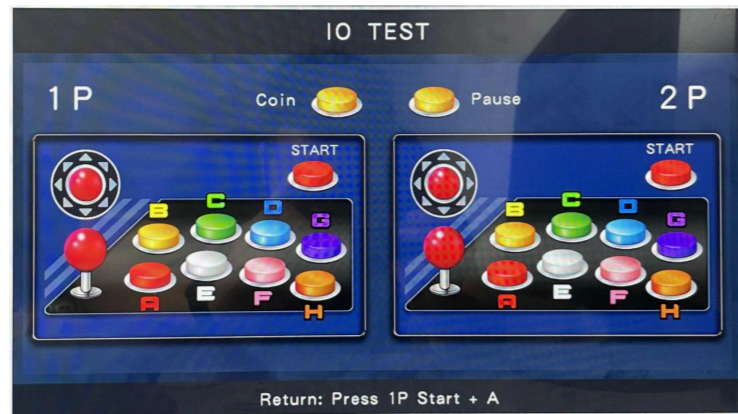 IO TEST
1P Coin Pause 2P
START START
B C D G B C D G
A E F H A E F H
Return: Press 1P Start + A